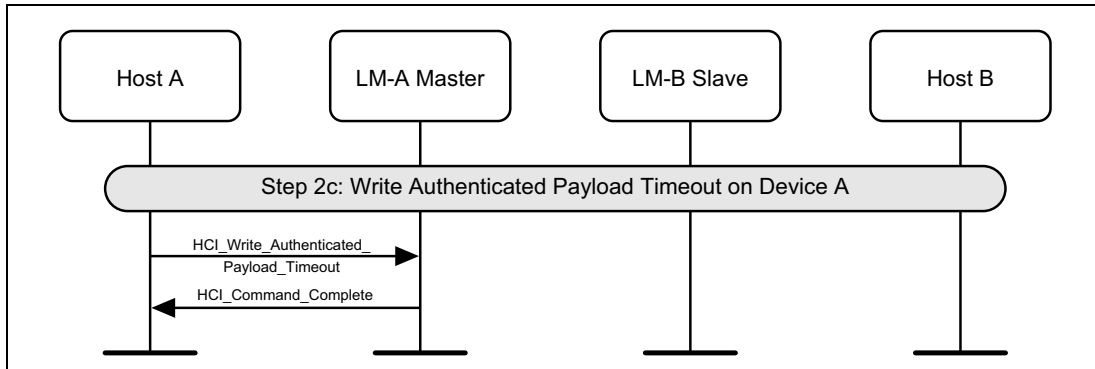 Host A
LM-A Master
LM-B Slave
Host B
Step 2c: Write Authenticated Payload Timeout on Device A
HCI_Write_Authenticated_
Payload_Timeout
HCI_Command_Complete